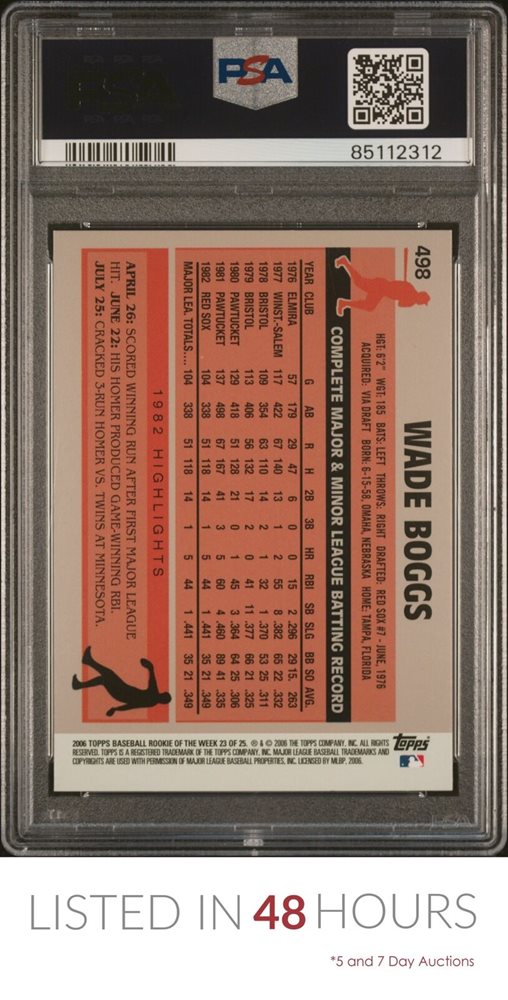 PSA
85112312
498
WADE BOGGS
HGT: 6'2" WGT: 185 BATS: LEFT THROWS: RIGHT DRAFTED: RED SOX #7 - JUNE, 1976
ACQUIRED: VIA DRAFT BORN: 6-15-58, OMAHA, NEBRASKA HOME: TAMPA, FLORIDA
COMPLETE MAJOR & MINOR LEAGUE BATTING RECORD
YEAR CLUB G AB R H 2B 3B HR RBI SB SLG BB SO AVG.
1976 ELMIRA 57 179 29 47 6 0 0 15 2 .296 29 15 .263
1977 WINST.-SALEM 117 422 67 140 13 1 2 55 8 .382 65 22 .332
1978 BRISTOL 109 354 63 110 14 2 1 32 1 .370 53 25 .311
1979 BRISTOL 113 406 56 132 17 2 0 41 11 .377 66 21 .325
1980 PAWTUCKET 129 418 51 128 21 0 1 45 3 .364 64 25 .306
1981 PAWTUCKET 137 498 67 167 41 3 5 60 4 .460 89 41 .335
1982 RED SOX 104 338 51 118 14 1 5 44 1 .441 35 21 .349
MAJOR LEA. TOTALS.... 104 338 51 118 14 1 5 44 1 .441 35 21 .349
1982 HIGHLIGHTS
APRIL 26: SCORED WINNING RUN AFTER FIRST MAJOR LEAGUE
HIT. JUNE 22: HIS HOMER PRODUCED GAME-WINNING RBI.
JULY 25: CRACKED 3-RUN HOMER VS. TWINS AT MINNESOTA.
2006 TOPPS BASEBALL ROOKIE OF THE WEEK 23 OF 25. ® & © 2006 THE TOPPS COMPANY, INC. ALL RIGHTS
RESERVED. TOPPS IS A REGISTERED TRADEMARK OF THE TOPPS COMPANY, INC. MAJOR LEAGUE BASEBALL TRADEMARKS AND
COPYRIGHTS ARE USED WITH PERMISSION OF MAJOR LEAGUE BASEBALL PROPERTIES, INC. LICENSED BY MLBP, 2006.
topps
LISTED IN 48 HOURS
*5 and 7 Day Auctions